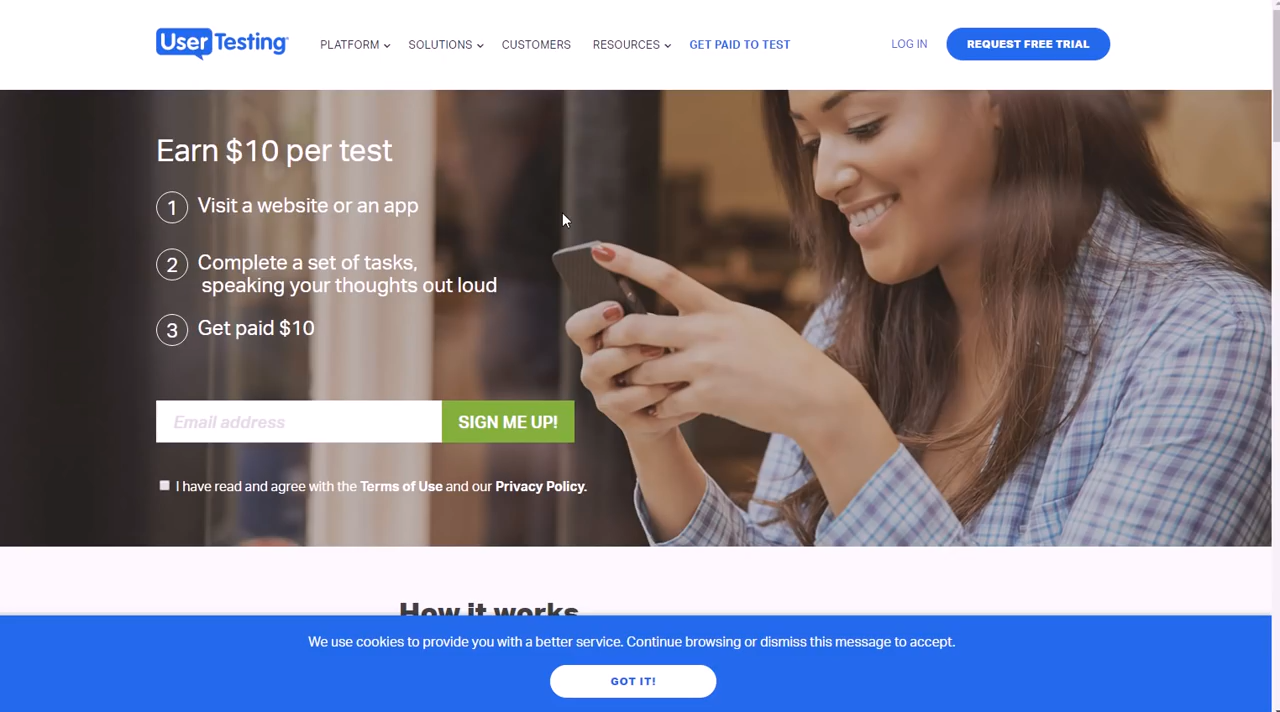 User Testing
PLATFORM
SOLUTIONS
CUSTOMERS
RESOURCES
GET PAID TO TEST
LOG IN
REQUEST FREE TRIAL
Earn $10 per test
1 Visit a website or an app
2 Complete a set of tasks,
speaking your thoughts out loud
3 Get paid $10
Email address
SIGN ME UP!
I have read and agree with the Terms of Use and our Privacy Policy.
How it works
We use cookies to provide you with a better service. Continue browsing or dismiss this message to accept.
GOT IT!